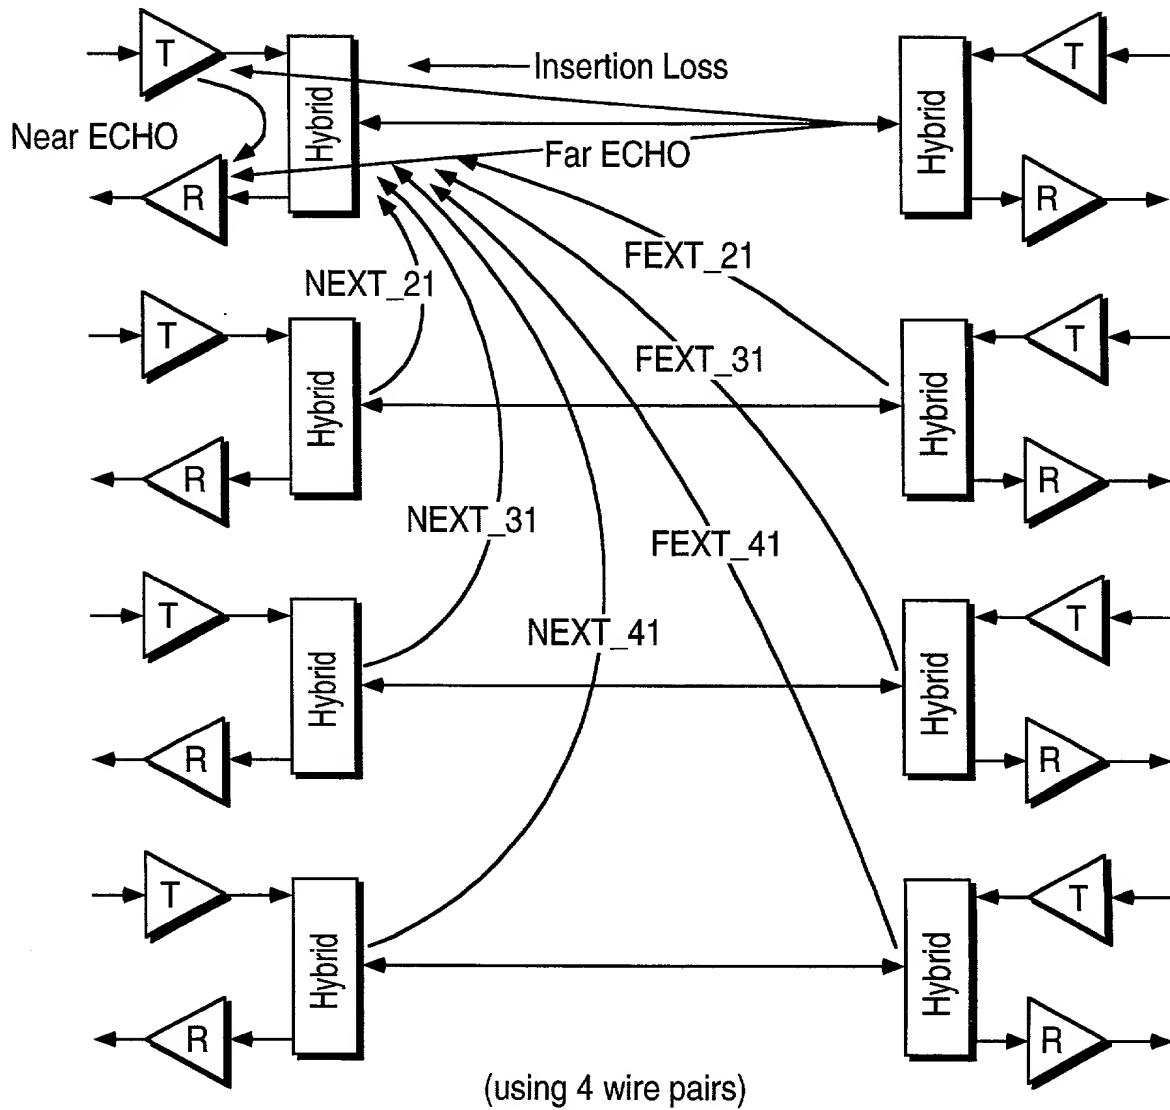 T
Hybrid
Insertion Loss
Hybrid
T
Near ECHO
Far ECHO
R
R
NEXT_21
FEXT_21
T
Hybrid
FEXT_31
Hybrid
T
R
R
NEXT_31
FEXT_41
T
Hybrid
NEXT_41
Hybrid
T
R
R
T
Hybrid
Hybrid
T
R
R
(using 4 wire pairs)